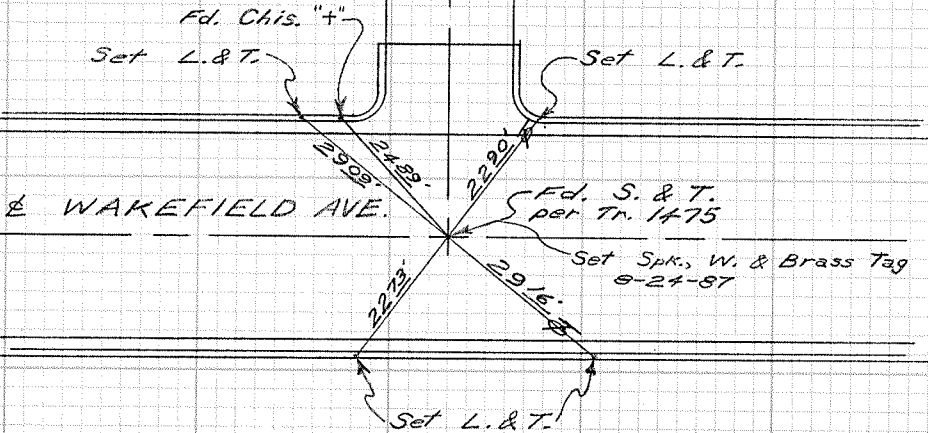 Fd. Chis. "+"
Set L. & T.
Set L. & T.
29.09'
24.89'
22.90'
Fd. S. & T.
per Tr. 1475
℄ WAKEFIELD AVE.
Set Spk., W. & Brass Tag
8-24-87
22.73'
29.16'
Set L. & T.